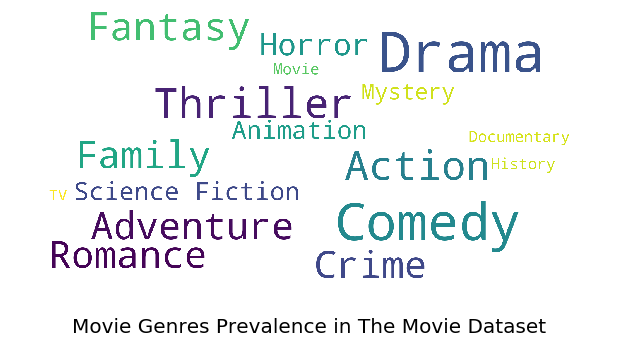 Fantasy
Horror
Drama
Movie
Thriller
Mystery
Animation
Documentary
Family
Action
History
TV
Science Fiction
Adventure
Comedy
Romance
Crime
Movie Genres Prevalence in The Movie Dataset